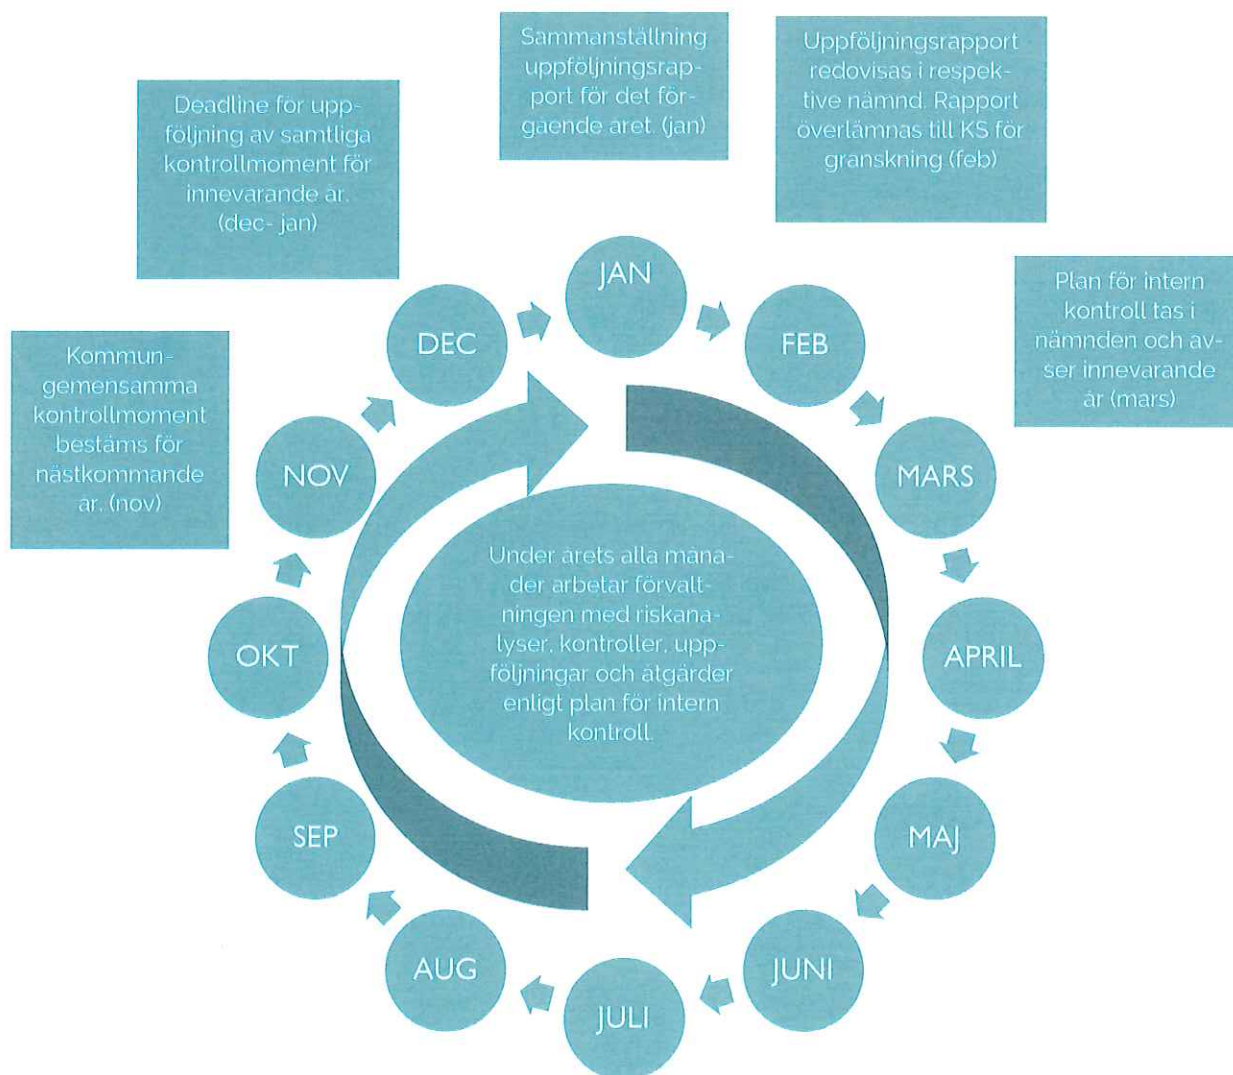 Sammanställning
uppföljningsrap-
port för det före-
gående året. (jan)
Uppföljningsrapport
redovisas i respek-
tive nämnd. Rapport
överlämnas till KS för
granskning (feb)
Deadline för upp-
följning av samtliga
kontrollmoment för
innevarande år.
(dec- jan)
Plan för intern
kontroll tas i
nämnden och av-
ser innevarande
år (mars)
Kommun-
gemensamma
kontrollmoment
bestäms för
nästkommande
år. (nov)
JAN
FEB
MARS
APRIL
MAJ
JUNI
JULI
AUG
SEP
OKT
NOV
DEC
Under årets alla måna-
der arbetar förvalt-
ningen med riskana-
lyser, kontroller, upp-
följningar och åtgärder
enligt plan för intern
kontroll.